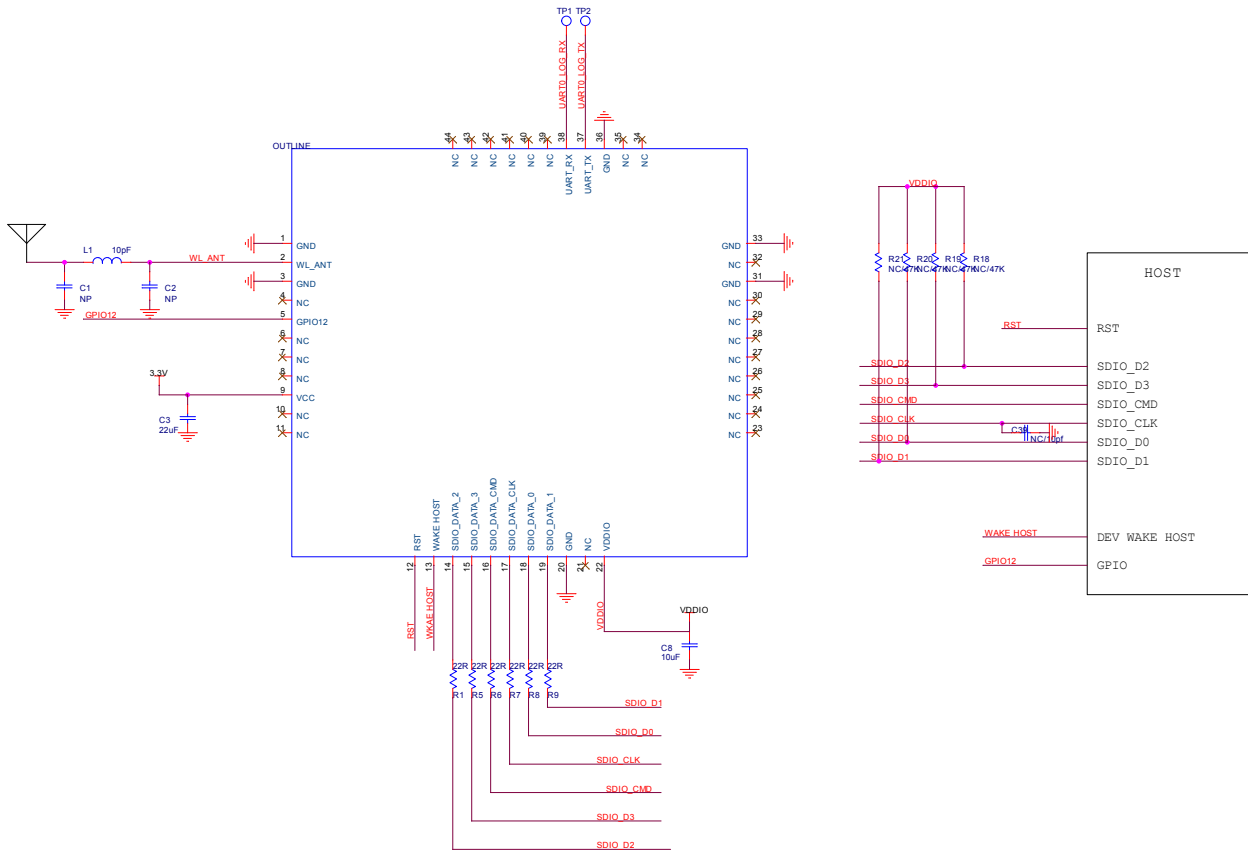 TP1 TP2
UART0_LOG_RX
UART0_LOG_TX
44 43 42 41 40 39 38 37 36 35 34
OUTLINE
NC NC NC NC NC NC UART_RX UART_TX GND NC NC
1 GND
2 WL_ANT
3 GND
4 NC
5 GPIO12
6 NC
7 NC
8 NC
9 VCC
10 NC
11 NC
L1 10pF
WL_ANT
C1
NP
C2
NP
GPIO12
3.3V
C3
22uF
33 GND
32 NC
31 GND
30 NC
29 NC
28 NC
27 NC
26 NC
25 NC
24 NC
23 NC
RST WAKE HOST SDIO_DATA_2 SDIO_DATA_3 SDIO_DATA_CMD SDIO_DATA_CLK SDIO_DATA_0 SDIO_DATA_1 GND NC VDDIO
12 13 14 15 16 17 18 19 20 21 22
RST
WKAE HOST
VDDIO
VDDIO
C8
10uF
22R 22R 22R 22R 22R 22R
R1 R5 R6 R7 R8 R9
SDIO_D1
SDIO_D0
SDIO_CLK
SDIO_CMD
SDIO_D3
SDIO_D2
VDDIO
R21 R20 R19 R18
NC/47K NC/47K NC/47K NC/47K
HOST
RST RST
SDIO_D2 SDIO_D2
SDIO_D3 SDIO_D3
SDIO_CMD SDIO_CMD
SDIO_CLK SDIO_CLK
C39
NC/10pf
SDIO_D0 SDIO_D0
SDIO_D1 SDIO_D1
WAKE HOST DEV WAKE HOST
GPIO12 GPIO